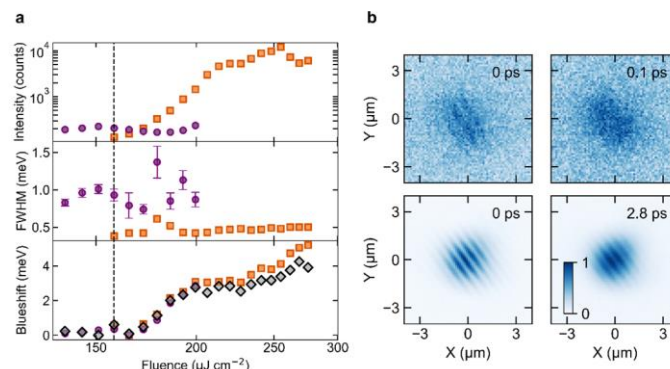 a
b
Intensity (counts)
10⁴
10³
FWHM (meV)
1.5
1.0
0.5
Blueshift (meV)
4
2
0
150
200
250
300
Fluence (μJ cm⁻²)
0 ps
0.1 ps
Y (μm)
3
0
−3
0 ps
2.8 ps
1
0
Y (μm)
3
0
−3
−3
0
3
−3
0
3
X (μm)
X (μm)